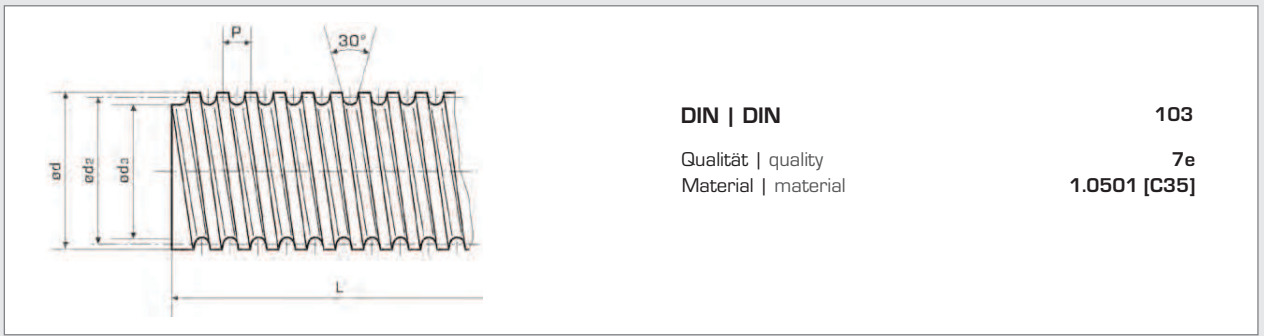 P
30°
ød
ød2
ød3
L
DIN | DIN 103
Qualität | quality 7e
Material | material 1.0501 [C35]